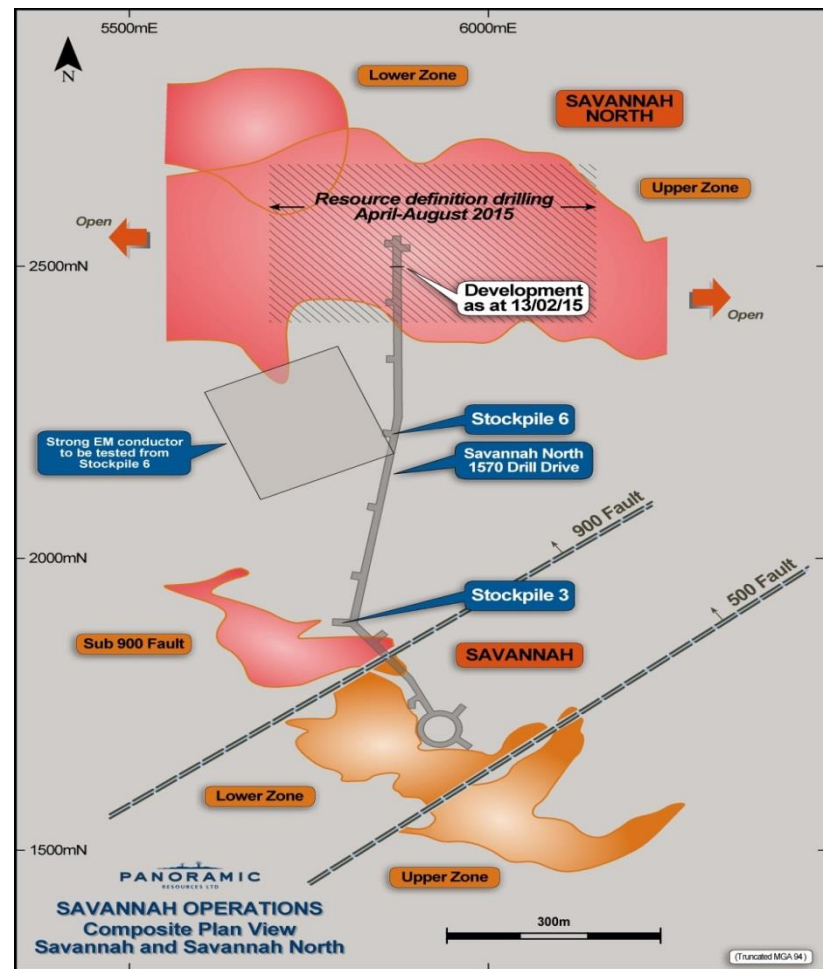 5500mE
6000mE
N
Lower Zone
SAVANNAH
NORTH
Upper Zone
Resource definition drilling
April-August 2015
Open
2500mN
Development
as at 13/02/15
Open
Stockpile 6
Strong EM conductor
to be tested from
Stockpile 6
Savannah North
1570 Drill Drive
900 Fault
2000mN
500 Fault
Stockpile 3
Sub 900 Fault
SAVANNAH
Lower Zone
1500mN
Upper Zone
PANORAMIC
RESOURCES LTD
SAVANNAH OPERATIONS
Composite Plan View
Savannah and Savannah North
300m
(Truncated MGA 94)